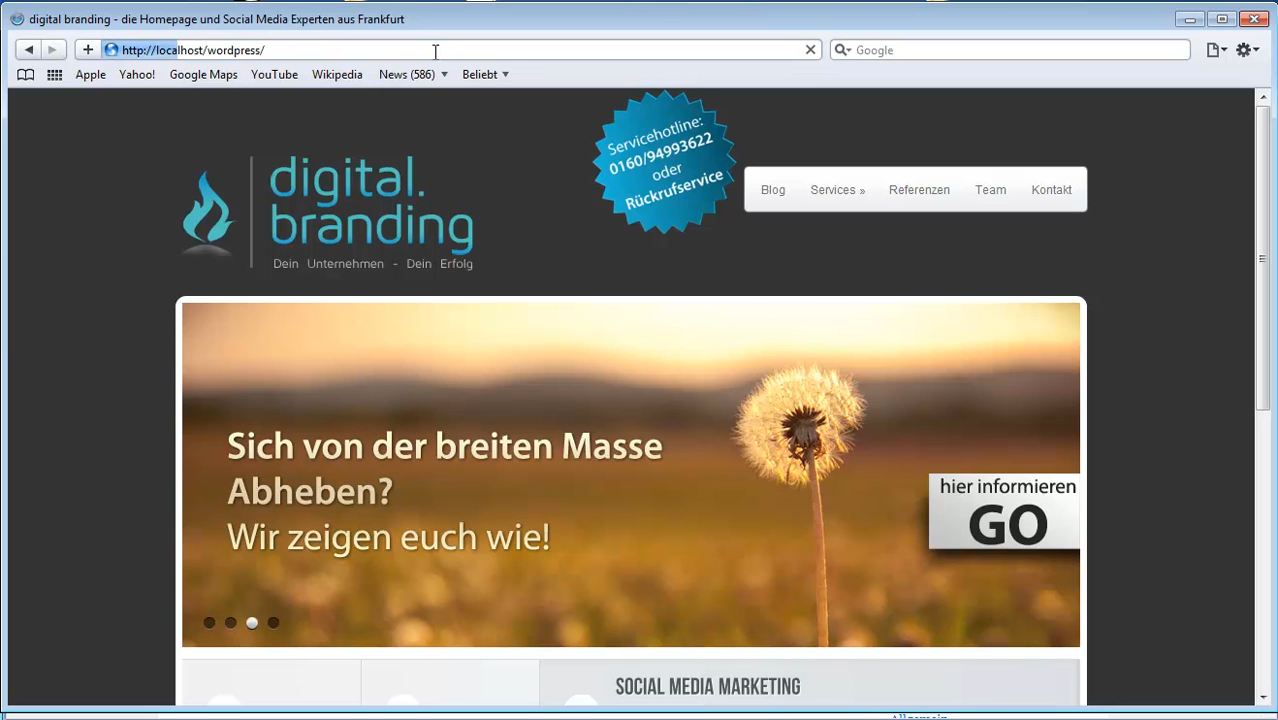 digital branding - die Homepage und Social Media Experten aus Frankfurt
http://localhost/wordpress/
Google
Apple
Yahoo!
Google Maps
YouTube
Wikipedia
News (586)
Beliebt
Servicehotline:
0160/94993622
oder
Rückrufservice
digital.
branding
Dein Unternehmen - Dein Erfolg
Blog
Services »
Referenzen
Team
Kontakt
Sich von der breiten Masse
Abheben?
Wir zeigen euch wie!
hier informieren
GO
SOCIAL MEDIA MARKETING
Allgemein